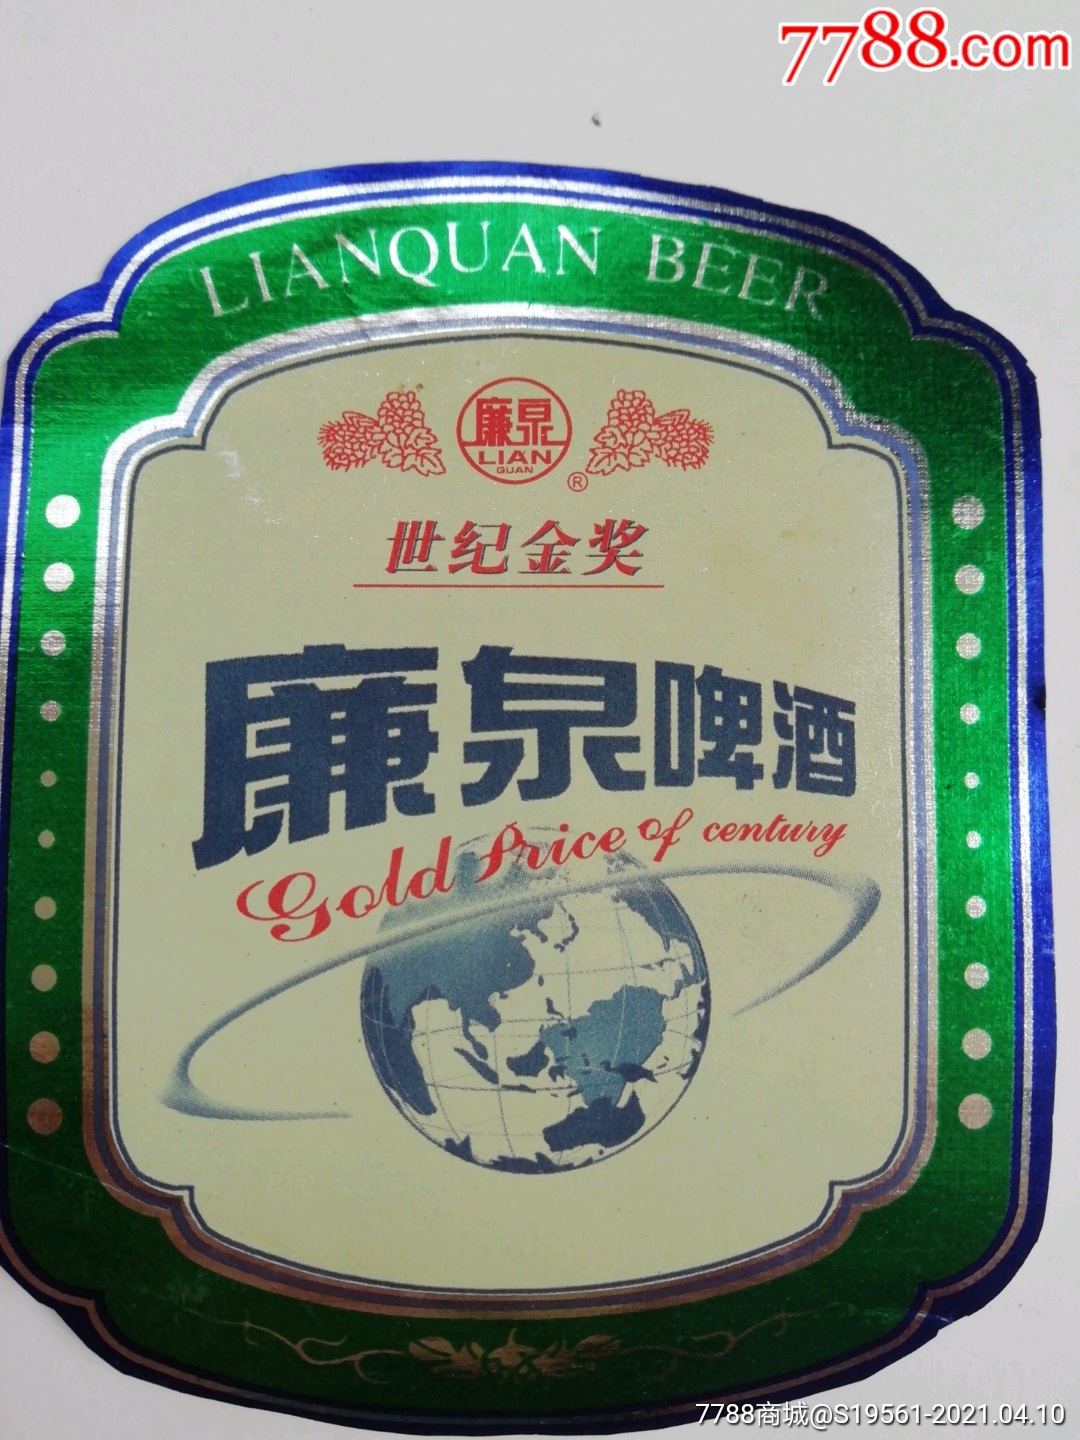 7788.com
LIANQUAN BEER
廉泉
LIAN
QUAN
®
世纪金奖
廉泉啤酒
Gold Price of century
7788商城@S19561-2021.04.10